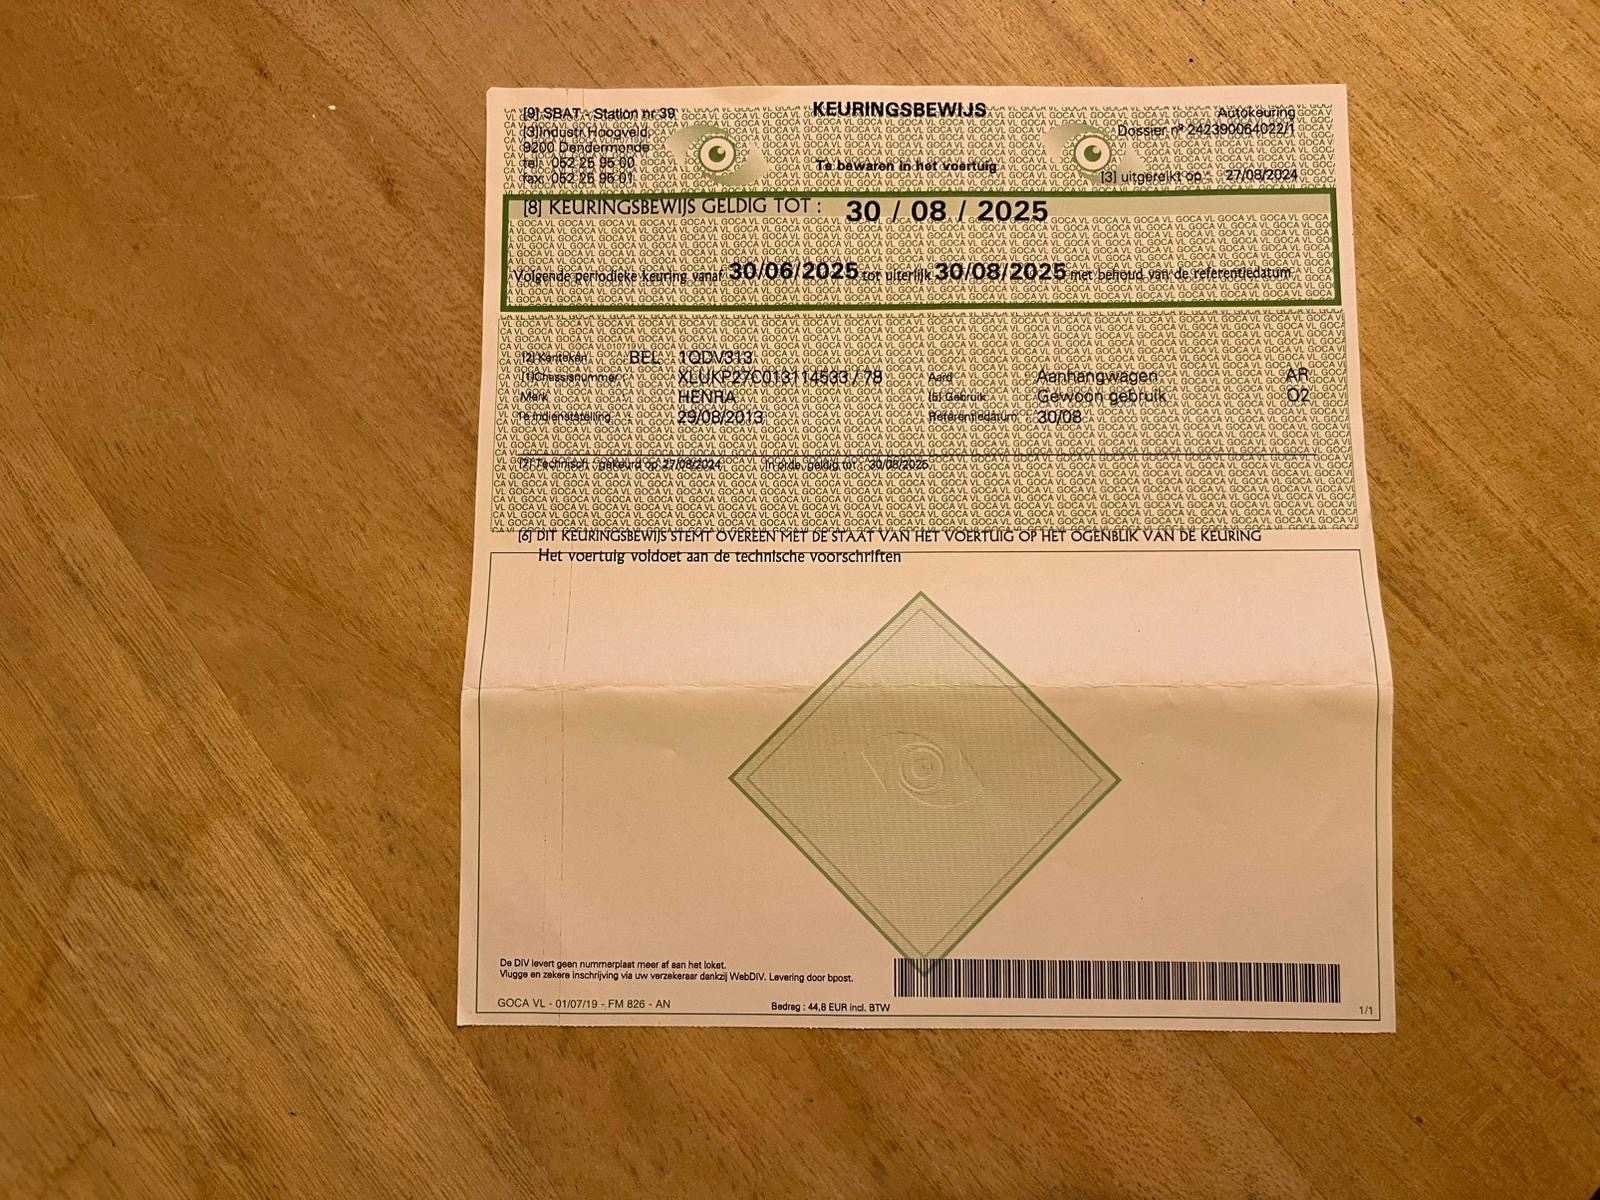 [9] SBAT - Station nr 39
KEURINGSBEWIJS
Autokeuring
[3]Industr. Hoogveld,
Dossier nª 242390064022/1
9200 Dendermonde
tel: 052 25 95 00
Te bewaren in het voertuig
fax: 052 25 95 01
[3] uitgereikt op : 27/08/2024
[8] KEURINGSBEWIJS GELDIG TOT : 30 / 08 / 2025
Volgende periodieke keuring vanaf 30/06/2025 tot uiterlijk 30/08/2025 met behoud van de referentiedatum
[2] Kenteken : BEL 1QDV313
[1]Chassisnummer : XLUKP27C013114533 / 78 Aard : Aanhangwagen AR
Merk : HENRA [5] Gebruik : Gewoon gebruik O2
1e indienststelling : 29/08/2013 Referentiedatum : 30/08
[7] Technisch : gekeurd op 27/08/2024 In orde, geldig tot : 30/08/2025
[6] DIT KEURINGSBEWIJS STEMT OVEREEN MET DE STAAT VAN HET VOERTUIG OP HET OGENBLIK VAN DE KEURING
Het voertuig voldoet aan de technische voorschriften
De DIV levert geen nummerplaat meer af aan het loket.
Vlugge en zekere inschrijving via uw verzekeraar dankzij WebDIV. Levering door bpost.
GOCA VL - 01/07/19 - FM 826 - AN
Bedrag : 44,8 EUR incl. BTW
1/1